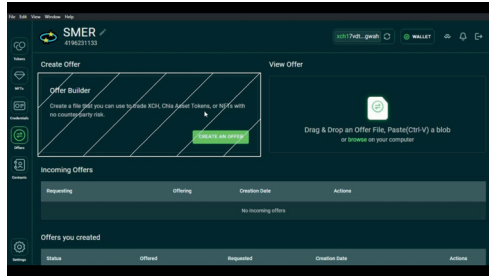 File Edit View Window Help
SMER
4196231133
xch17vdt...gwah
WALLET
Tokens
NFTs
Credentials
Offers
Contacts
Settings
Create Offer
View Offer
Offer Builder
Create a file that you can use to trade XCH, Chia Asset Tokens, or NFTs with
no counter-party risk.
CREATE AN OFFER
Drag & Drop an Offer File, Paste(Ctrl-V) a blob
or browse on your computer
Incoming Offers
Requesting Offering Creation Date Actions
No incoming offers
Offers you created
Status Offered Requested Creation Date Actions